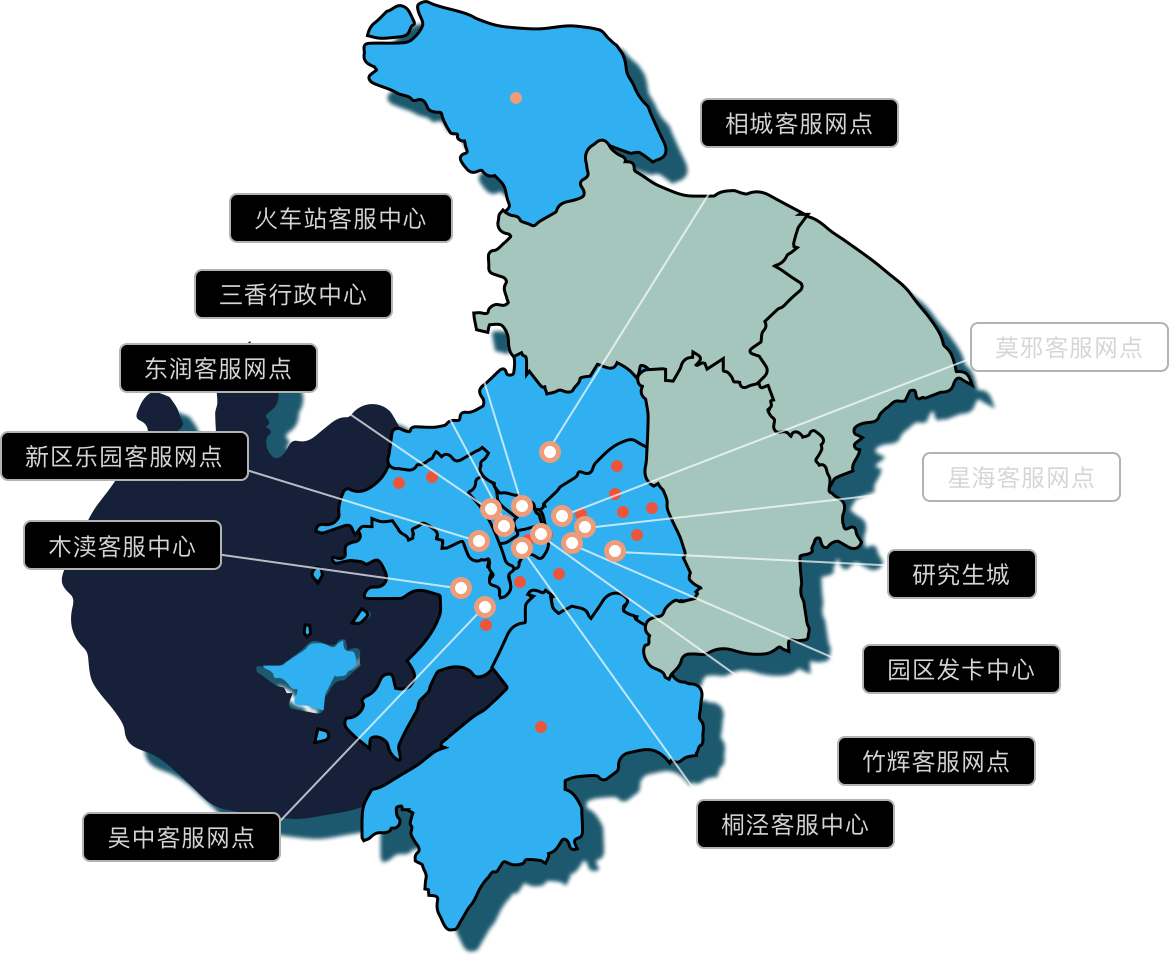 相城客服网点
火车站客服中心
三香行政中心
东润客服网点
莫邪客服网点
新区乐园客服网点
星海客服网点
木渎客服中心
研究生城
园区发卡中心
竹辉客服网点
桐泾客服中心
吴中客服网点